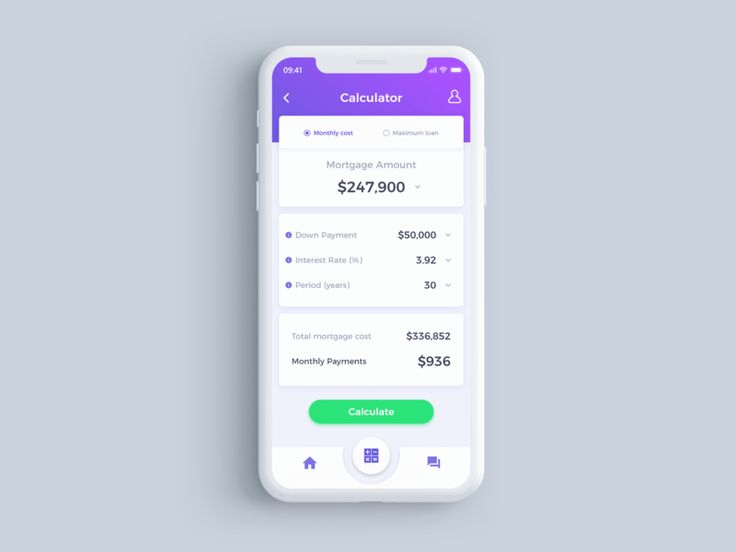 09:41
Calculator
Monthly cost Maximum loan
Mortgage Amount
$247,900
Down Payment $50,000
Interest Rate (%) 3.92
Period (years) 30
Total mortgage cost $336,852
Monthly Payments $936
Calculate